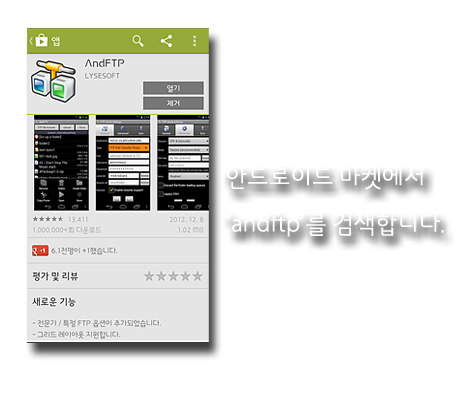 앱
AndFTP
LYSESOFT
열기
제거
13,411
2012. 12. 8
1,000,000+회 다운로드
1.02 MB
+1
6.1천명이 +1했습니다.
평가 및 리뷰
새로운 기능
- 전문가 / 특정 FTP 옵션이 추가되었습니다.
- 그리드 레이아웃 지원합니다.
안드로이드 마켓에서
'andftp'를 검색합니다.